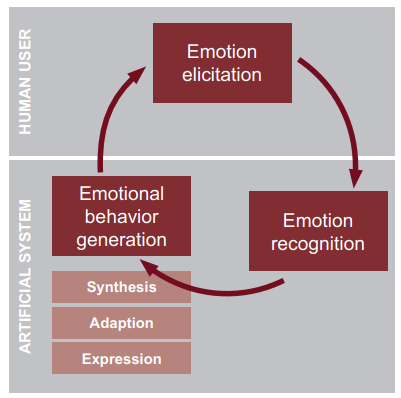 HUMAN USER
Emotion
elicitation
ARTIFICIAL SYSTEM
Emotional
behavior
generation
Emotion
recognition
Synthesis
Adaption
Expression